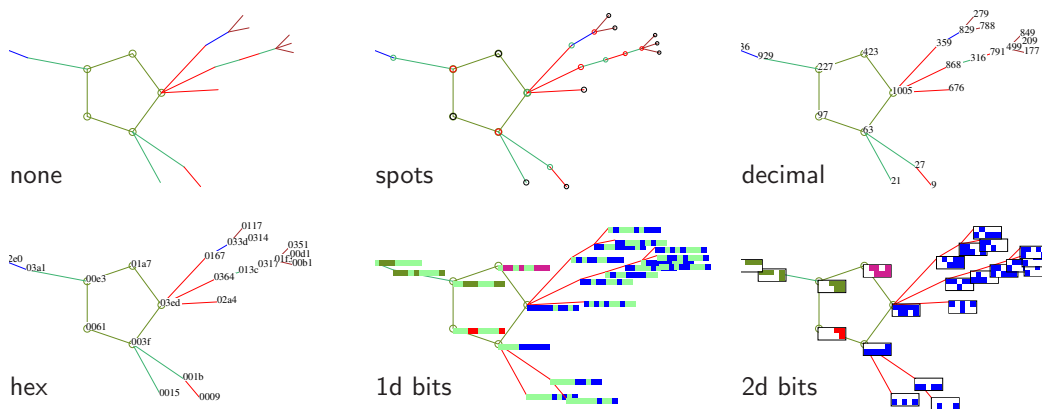 none
spots
279
788
829
359
849
209
499
177
791
316
868
676
1005
423
227
929
36
97
63
27
21
9
decimal
0117
0314
033d
0167
0351
00d1
00b1
0317
013c
0364
02a4
03ed
01a7
00e3
03a1
2e0
0061
003f
001b
0015
0009
hex
1d bits
2d bits